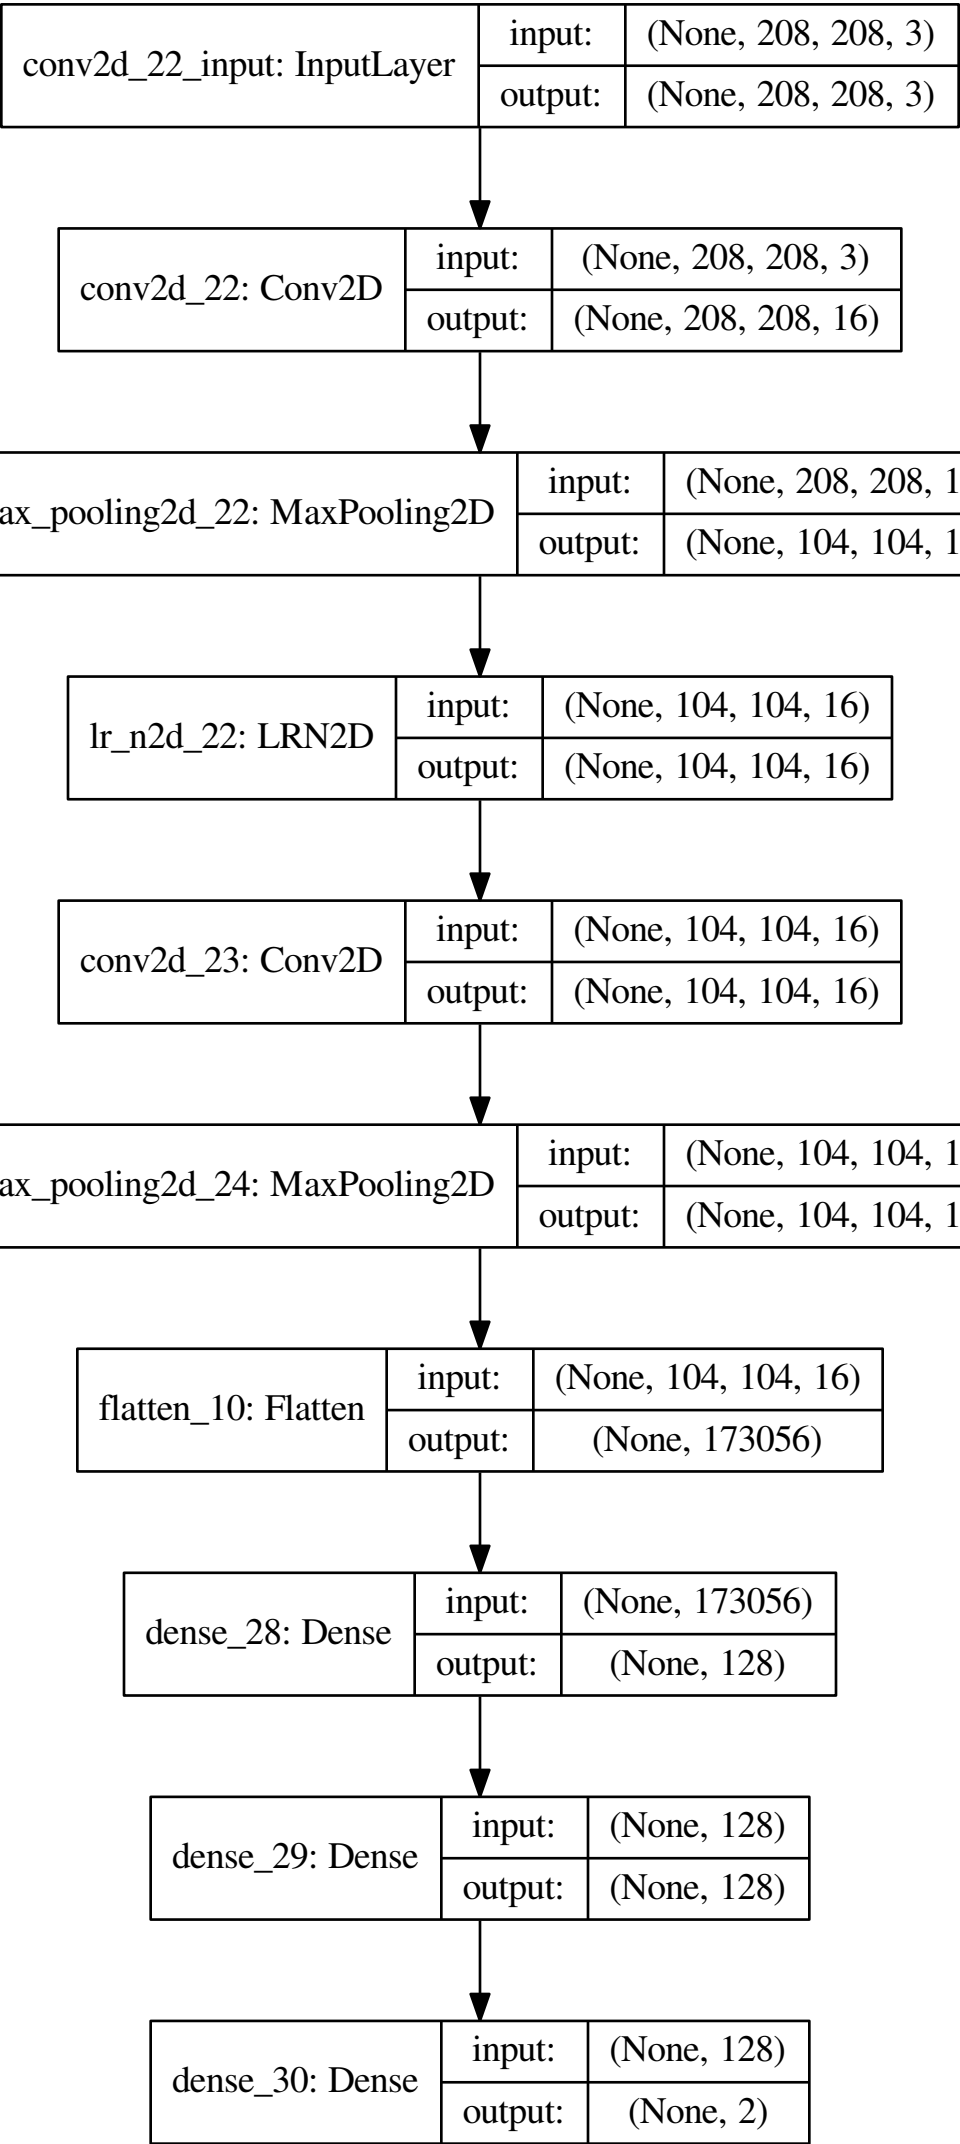 conv2d_22_input: InputLayer
input: (None, 208, 208, 3)
output: (None, 208, 208, 3)
conv2d_22: Conv2D
input: (None, 208, 208, 3)
output: (None, 208, 208, 16)
ax_pooling2d_22: MaxPooling2D
input: (None, 208, 208, 1
output: (None, 104, 104, 1
lr_n2d_22: LRN2D
input: (None, 104, 104, 16)
output: (None, 104, 104, 16)
conv2d_23: Conv2D
input: (None, 104, 104, 16)
output: (None, 104, 104, 16)
ax_pooling2d_24: MaxPooling2D
input: (None, 104, 104, 1
output: (None, 104, 104, 1
flatten_10: Flatten
input: (None, 104, 104, 16)
output: (None, 173056)
dense_28: Dense
input: (None, 173056)
output: (None, 128)
dense_29: Dense
input: (None, 128)
output: (None, 128)
dense_30: Dense
input: (None, 128)
output: (None, 2)